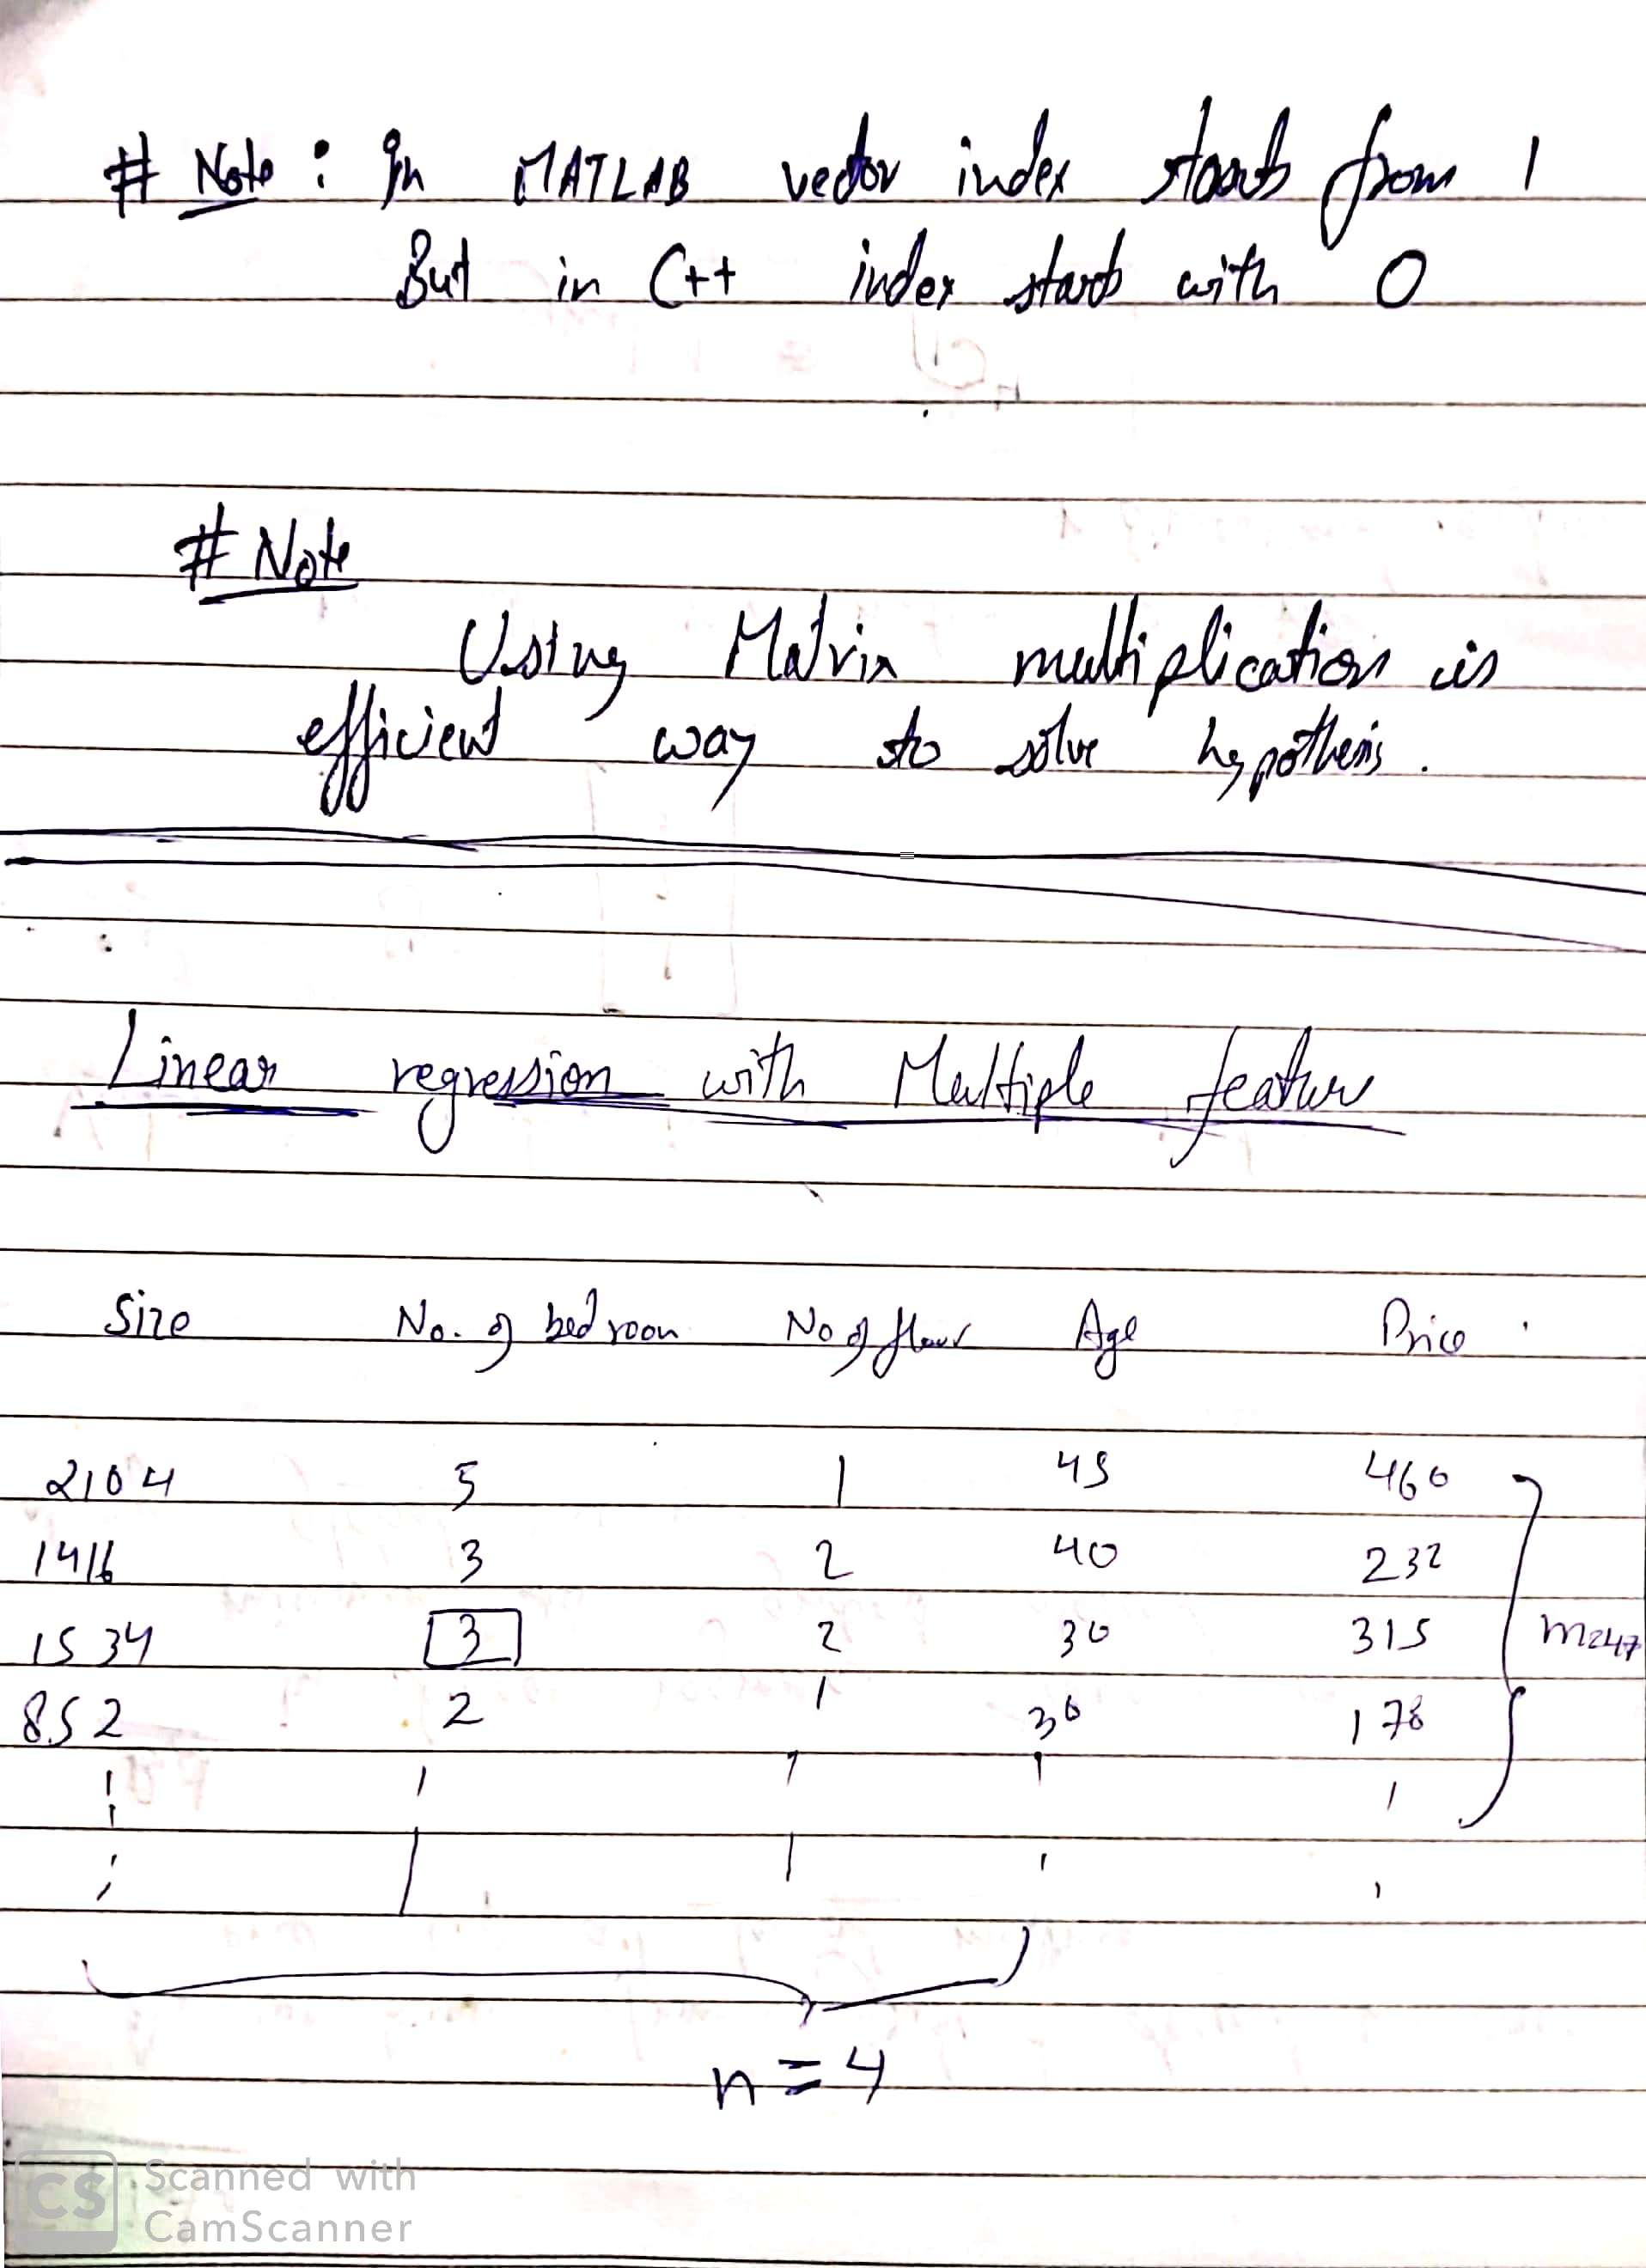 # Note : In MATLAB vector index starts from 1
But in C++ index starts with 0
# Note
Using Matrix multiplication is
efficient way to solve hypothesis.
Linear regression with Multiple feature
Size No. of bedroom No of floor Age Price
2104 5 1 45 460
1416 3 2 40 232
1534 3 2 30 315 m=47
852 2 1 36 178
n = 4
CS Scanned with
CamScanner